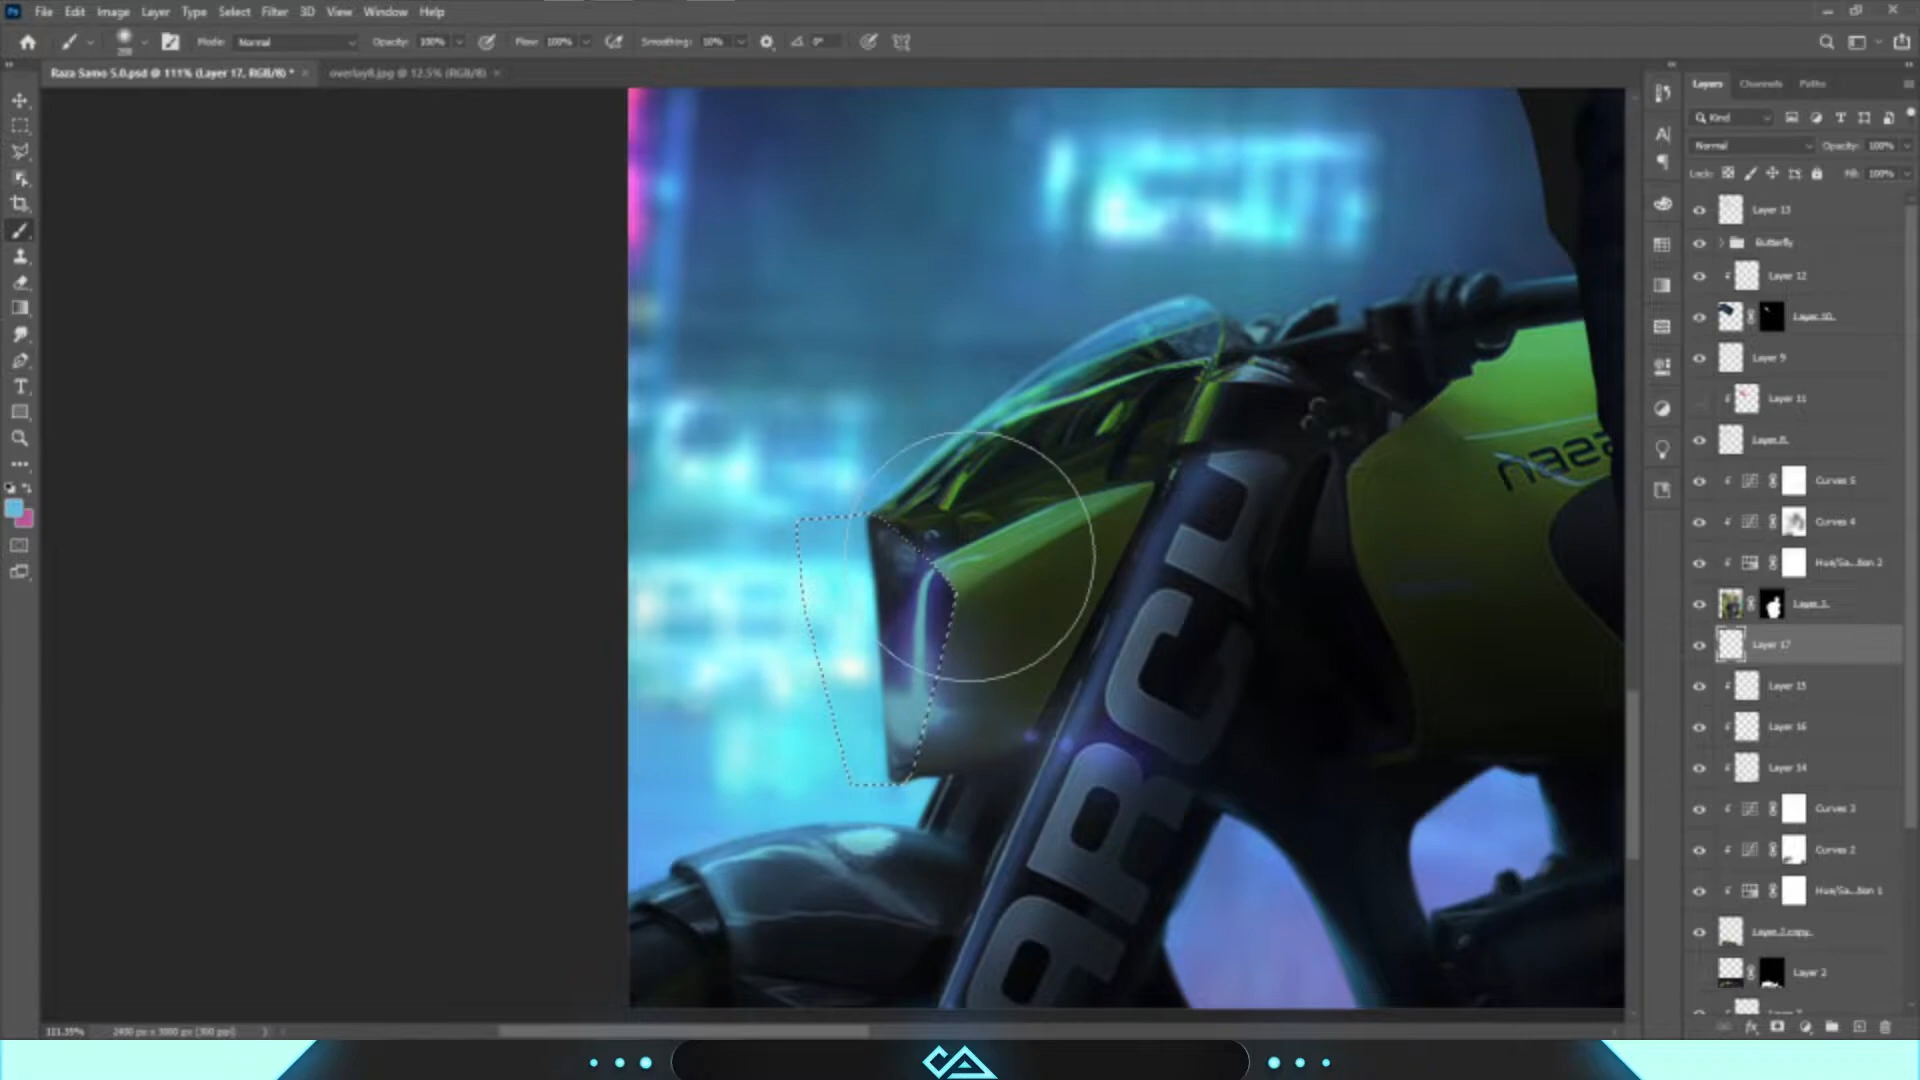 Ps File Edit Image Layer Type Select Filter 3D View Window Help
Mode: Normal Opacity: 100% Flow: 100% Smoothing: 10% 0°
Raza Samo 5.0.psd @ 111% (Layer 17, RGB/8) * × overlay8.jpg @ 12.5% (RGB/8) ×
Layers Channels Paths
Kind
Normal Opacity: 100%
Lock: Fill: 100%
Layer 13
Butterfly
Layer 12
Layer 10
Layer 9
Layer 11
Layer 8
Curves 5
Curves 4
Hue/Sa...tion 2
Layer 17
Layer 15
Layer 16
Layer 14
Curves 3
Curves 2
Hue/Sa...tion 1
Layer 2 copy
Layer 2
ARCH
111.35% 2400 px x 3000 px (300 ppi)